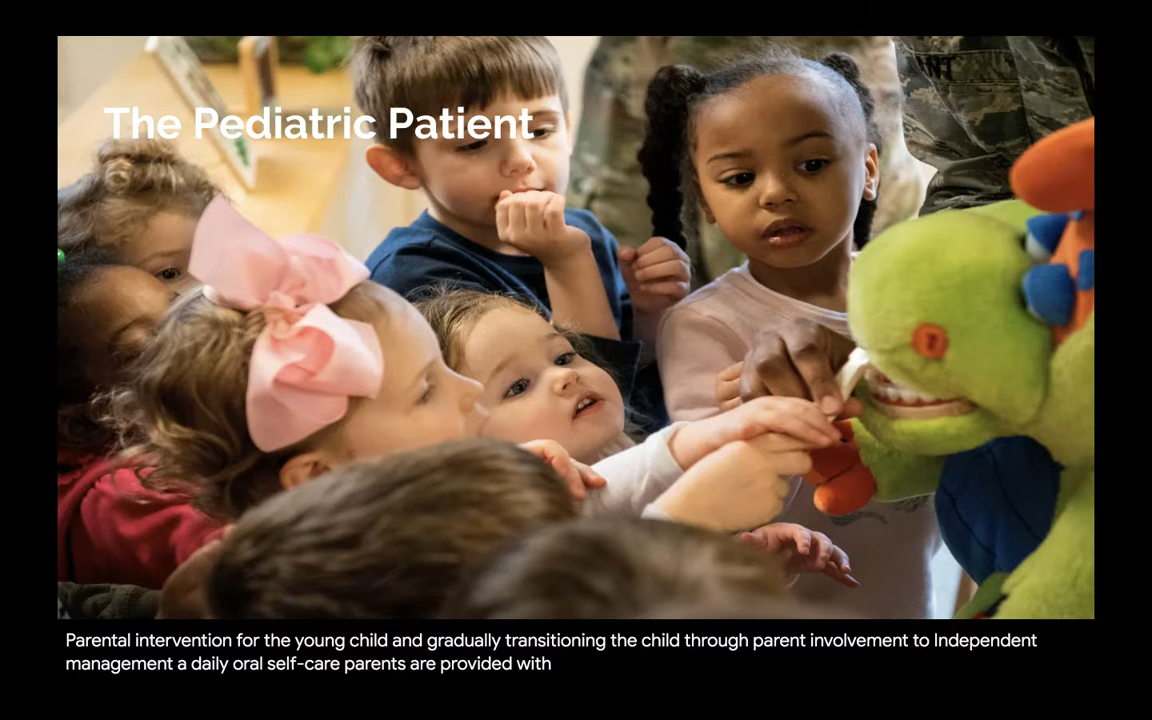 The Pediatric Patient
Parental intervention for the young child and gradually transitioning the child through parent involvement to Independent
management a daily oral self-care parents are provided with